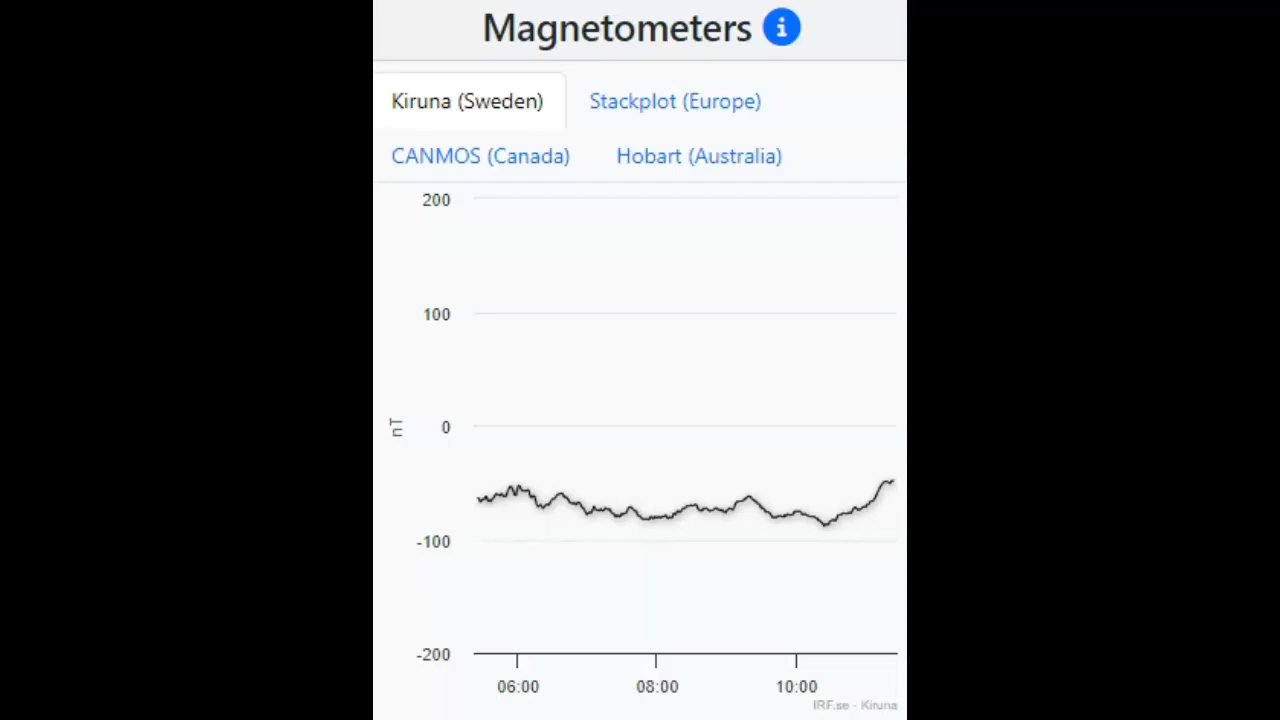 Magnetometers
Kiruna (Sweden) Stackplot (Europe)
CANMOS (Canada) Hobart (Australia)
200
100
nT
0
-100
-200
06:00 08:00 10:00
IRF.se - Kiruna